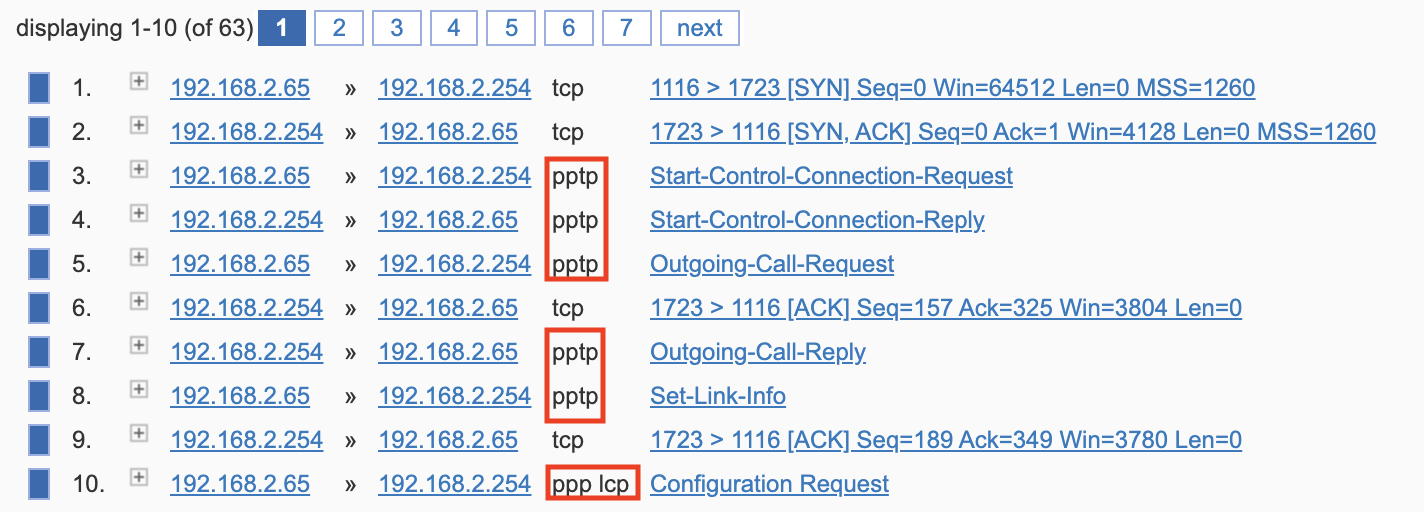 displaying 1-10 (of 63) 1 2 3 4 5 6 7 next
1. 192.168.2.65 » 192.168.2.254 tcp 1116 > 1723 [SYN] Seq=0 Win=64512 Len=0 MSS=1260
2. 192.168.2.254 » 192.168.2.65 tcp 1723 > 1116 [SYN, ACK] Seq=0 Ack=1 Win=4128 Len=0 MSS=1260
3. 192.168.2.65 » 192.168.2.254 pptp Start-Control-Connection-Request
4. 192.168.2.254 » 192.168.2.65 pptp Start-Control-Connection-Reply
5. 192.168.2.65 » 192.168.2.254 pptp Outgoing-Call-Request
6. 192.168.2.254 » 192.168.2.65 tcp 1723 > 1116 [ACK] Seq=157 Ack=325 Win=3804 Len=0
7. 192.168.2.254 » 192.168.2.65 pptp Outgoing-Call-Reply
8. 192.168.2.65 » 192.168.2.254 pptp Set-Link-Info
9. 192.168.2.254 » 192.168.2.65 tcp 1723 > 1116 [ACK] Seq=189 Ack=349 Win=3780 Len=0
10. 192.168.2.65 » 192.168.2.254 ppp lcp Configuration Request